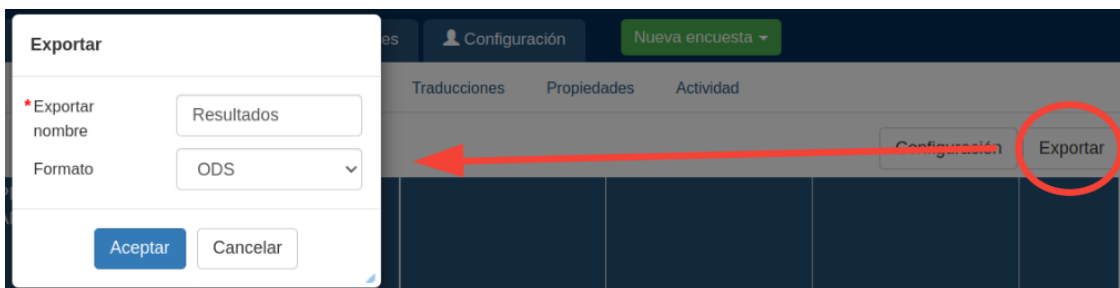 Exportar
es
Configuración
Nueva encuesta
Traducciones
Propiedades
Actividad
*Exportar
nombre
Resultados
Formato
ODS
Configuración
Exportar
Aceptar
Cancelar